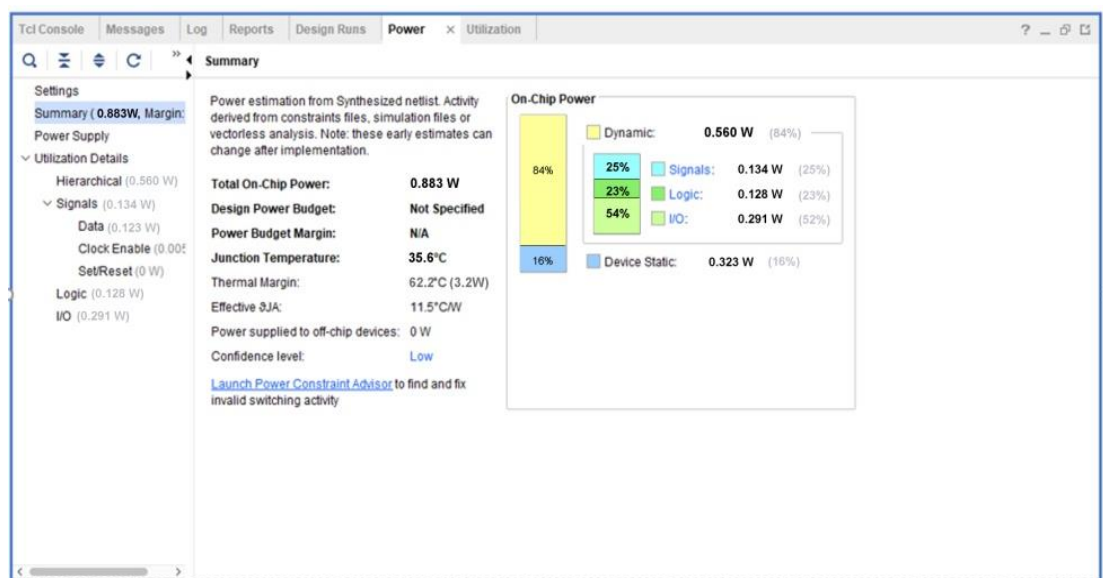 Tcl Console Messages Log Reports Design Runs Power × Utilization ? _
» Summary
Settings
Summary ( 0.883W, Margin:
Power Supply
Utilization Details
Hierarchical (0.560 W)
Signals (0.134 W)
Data (0.123 W)
Clock Enable (0.005
Set/Reset (0 W)
Logic (0.128 W)
I/O (0.291 W)
Power estimation from Synthesized netlist. Activity
derived from constraints files, simulation files or
vectorless analysis. Note: these early estimates can
change after implementation.
Total On-Chip Power: 0.883 W
Design Power Budget: Not Specified
Power Budget Margin: N/A
Junction Temperature: 35.6°C
Thermal Margin: 62.2°C (3.2W)
Effective ϑJA: 11.5°C/W
Power supplied to off-chip devices: 0 W
Confidence level: Low
Launch Power Constraint Advisor to find and fix
invalid switching activity
On-Chip Power
84%
16%
Dynamic: 0.560 W (84%)
25% Signals: 0.134 W (25%)
23% Logic: 0.128 W (23%)
54% I/O: 0.291 W (52%)
Device Static: 0.323 W (16%)